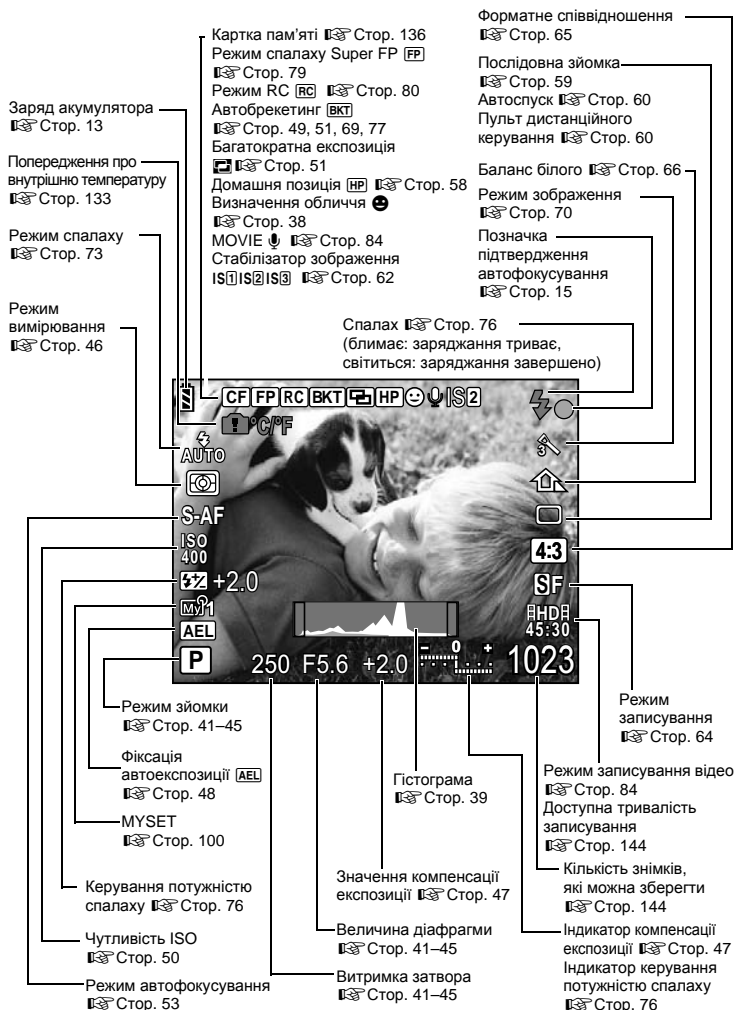 Картка пам'яті ☞ Стор. 136
Режим спалаху Super FP FP
☞ Стор. 79
Режим RC RC ☞ Стор. 80
Автобрекетинг BKT
☞ Стор. 49, 51, 69, 77
Багатократна експозиція
☞ Стор. 51
Домашня позиція HP ☞ Стор. 58
Визначення обличчя
☞ Стор. 38
MOVIE ☞ Стор. 84
Стабілізатор зображення
IS1 IS2 IS3 ☞ Стор. 62
Форматне співвідношення
☞ Стор. 65
Послідовна зйомка
☞ Стор. 59
Автоспуск ☞ Стор. 60
Пульт дистанційного
керування ☞ Стор. 60
Баланс білого ☞ Стор. 66
Режим зображення
☞ Стор. 70
Позначка
підтвердження
автофокусування
☞ Стор. 15
Спалах ☞ Стор. 76
(блимає: заряджання триває,
світиться: заряджання завершено)
Заряд акумулятора
☞ Стор. 13
Попередження про
внутрішню температуру
☞ Стор. 133
Режим спалаху
☞ Стор. 73
Режим
вимірювання
☞ Стор. 46
CF FP RC BKT HP IS2
°C/°F
AUTO
3
S-AF
ISO
400
4:3
+2.0
SF
My 1
HD
45:30
AEL
P 250 F5.6 +2.0 - 0 + 1023
Режим зйомки
☞ Стор. 41–45
Фіксація
автоекспозиції AEL
☞ Стор. 48
MYSET
☞ Стор. 100
Керування потужністю
спалаху ☞ Стор. 76
Чутливість ISO
☞ Стор. 50
Режим автофокусування
☞ Стор. 53
Гістограма
☞ Стор. 39
Значення компенсації
експозиції ☞ Стор. 47
Величина діафрагми
☞ Стор. 41–45
Витримка затвора
☞ Стор. 41–45
Режим
записування
☞ Стор. 64
Режим записування відео
☞ Стор. 84
Доступна тривалість
записування
☞ Стор. 144
Кількість знімків,
які можна зберегти
☞ Стор. 144
Індикатор компенсації
експозиції ☞ Стор. 47
Індикатор керування
потужністю спалаху
☞ Стор. 76